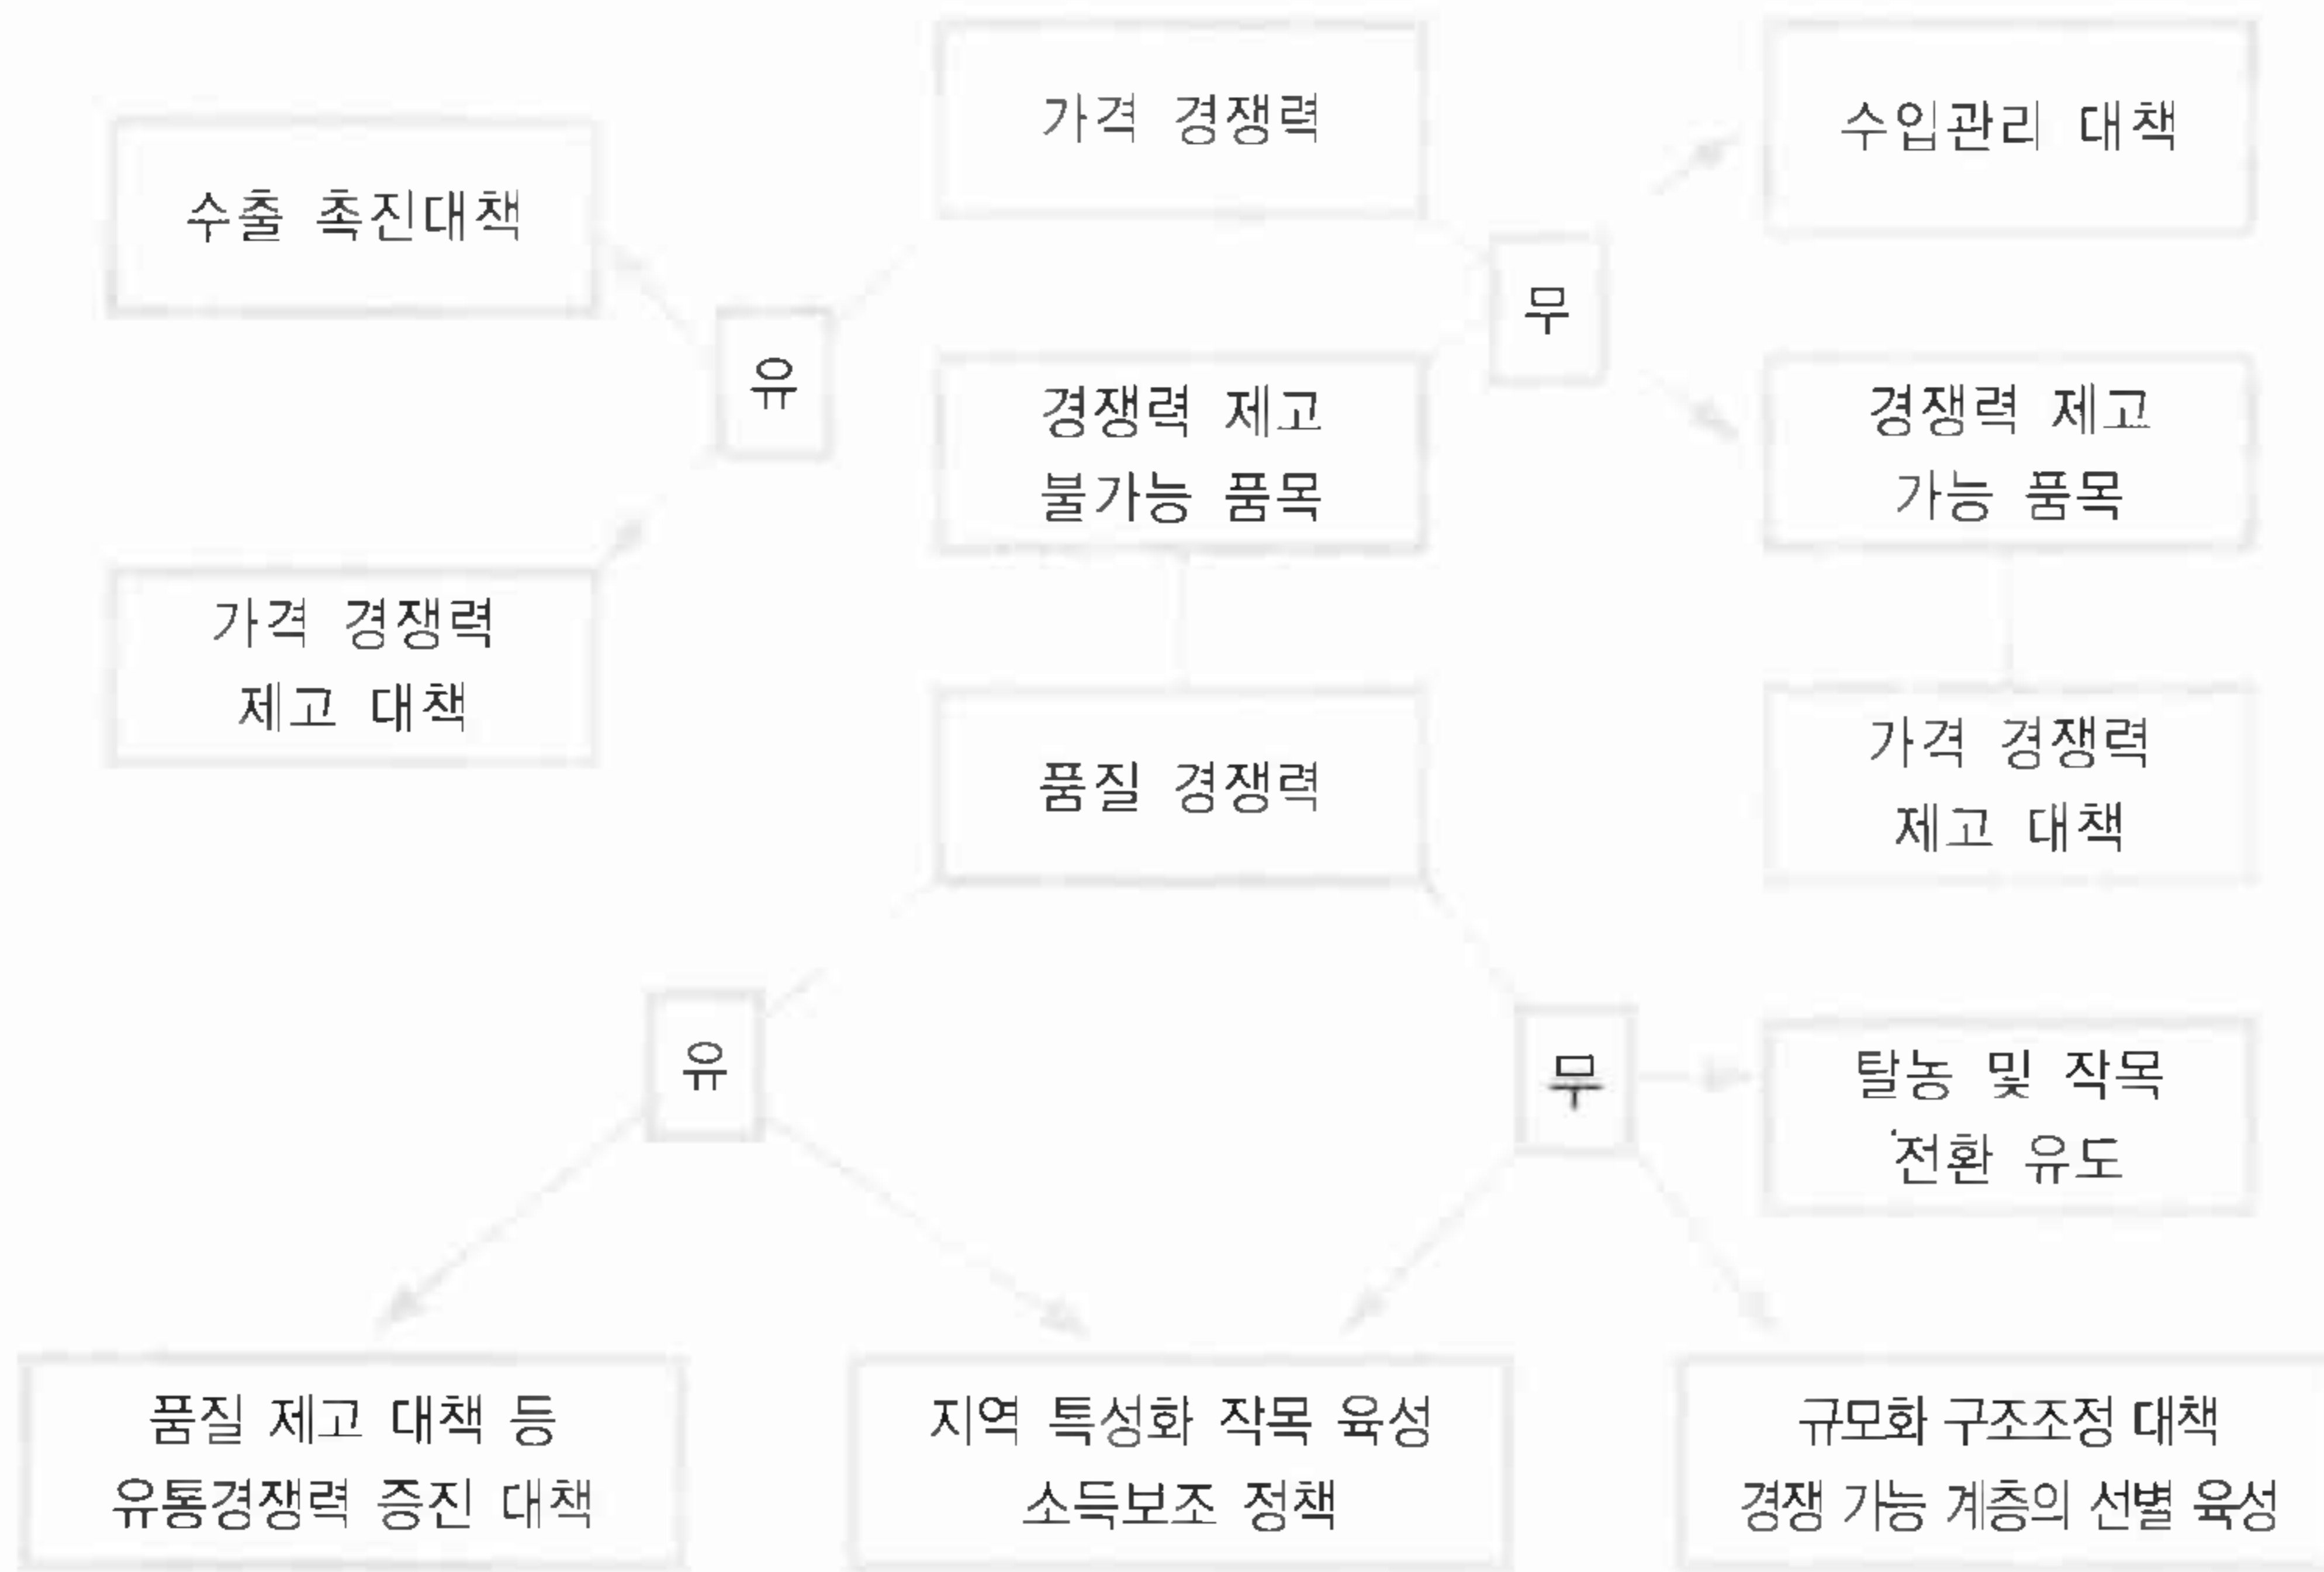 가격 경쟁력
수입관리 대책
수출 촉진대책
무
유
경쟁력 제고
불가능 품목
경쟁력 제고
가능 품목
가격 경쟁력
제고 대책
품질 경쟁력
가격 경쟁력
제고 대책
유
무
탈농 및 작목
전환 유도
품질 제고 대책 등
유통경쟁력 증진 대책
지역 특성화 작목 육성
소득보조 정책
규모화 구조조정 대책
경쟁 가능 계층의 선별 육성